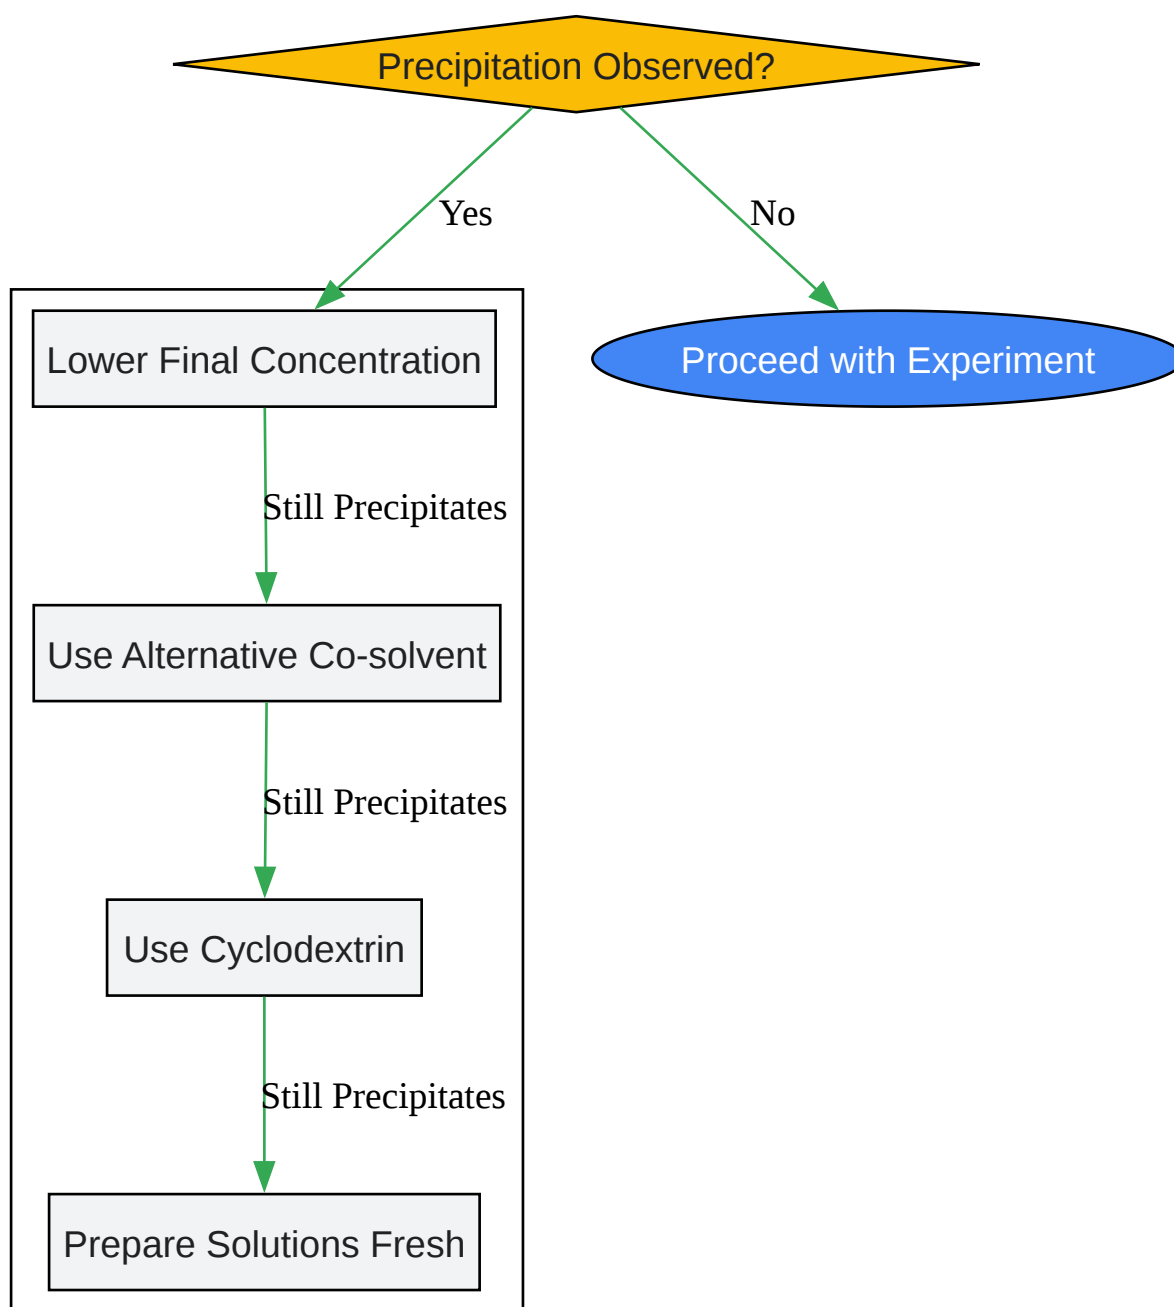 Precipitation Observed?
Yes
No
Lower Final Concentration
Proceed with Experiment
Still Precipitates
Use Alternative Co-solvent
Still Precipitates
Use Cyclodextrin
Still Precipitates
Prepare Solutions Fresh